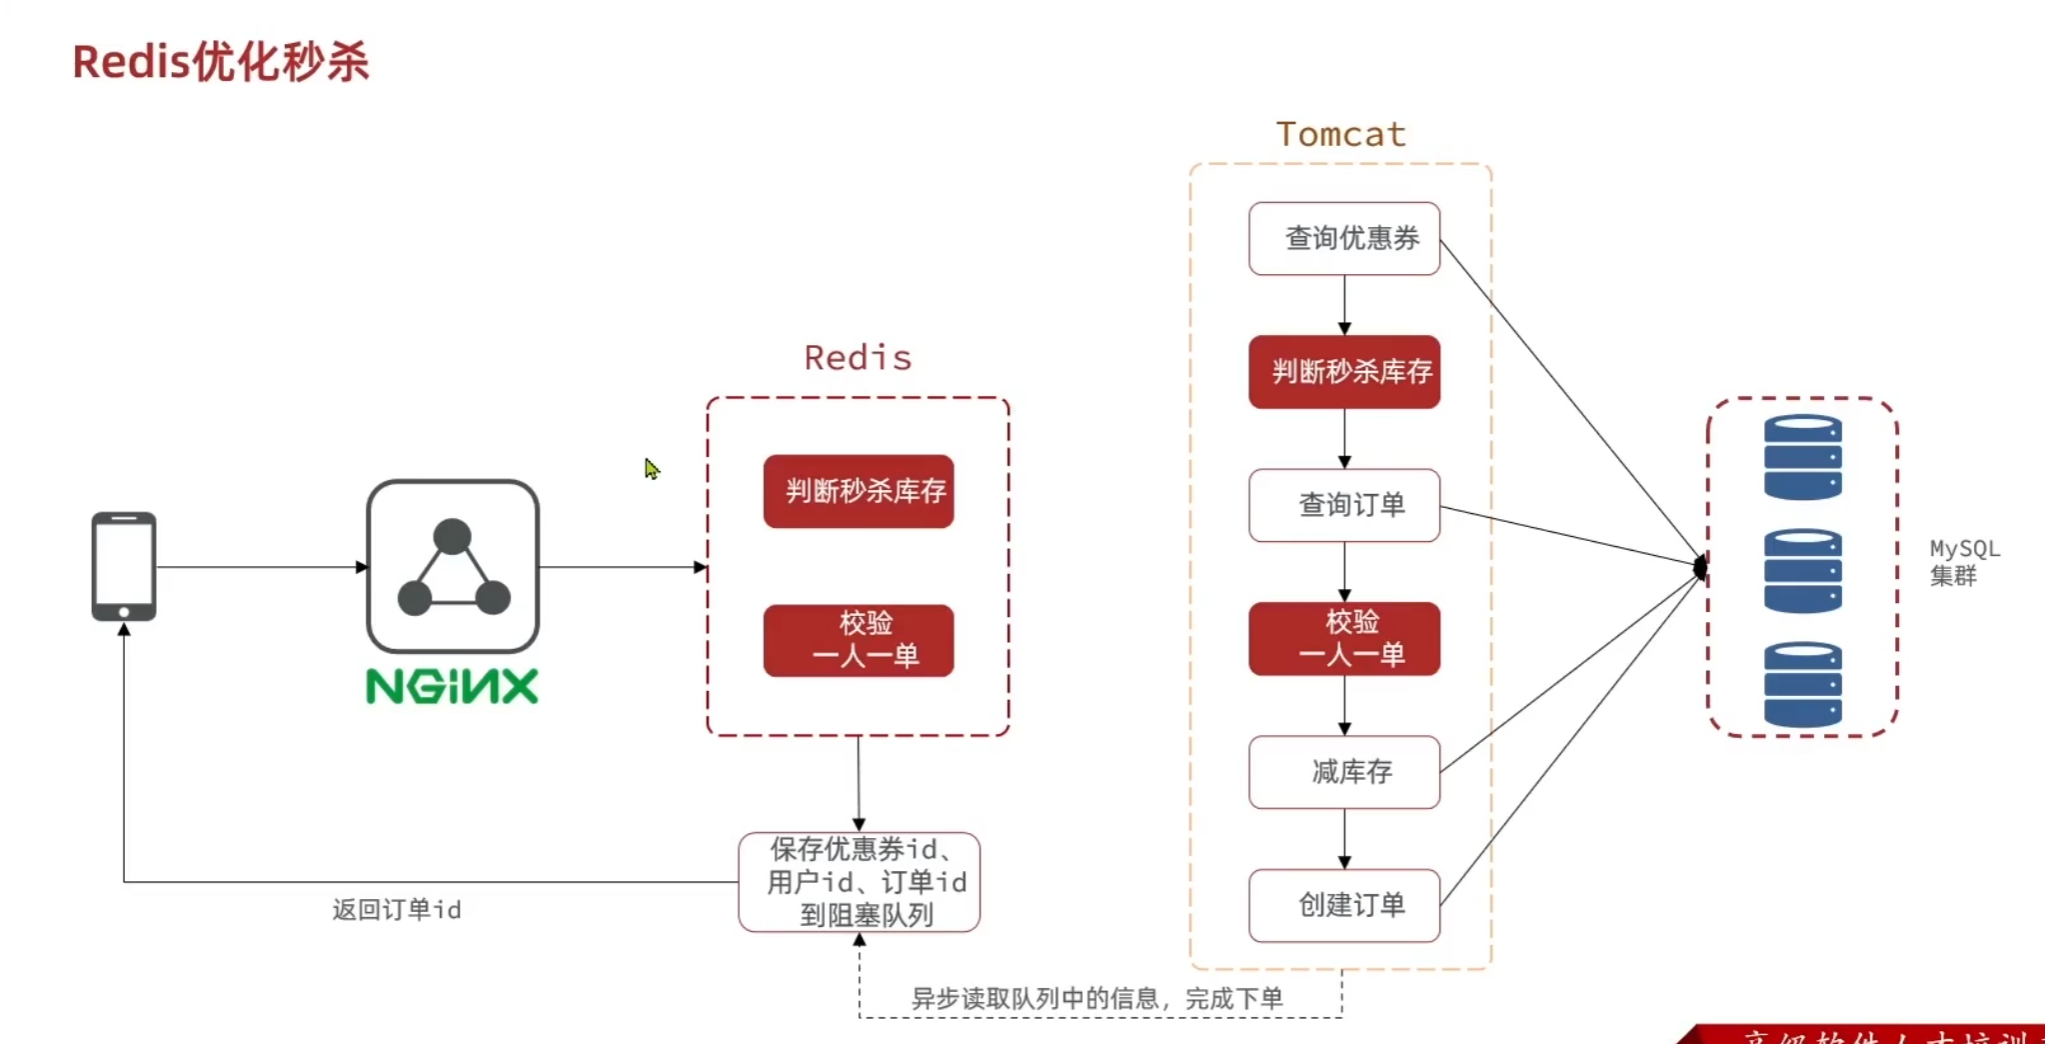 Redis优化秒杀
Tomcat
查询优惠券
判断秒杀库存
查询订单
校验
一人一单
减库存
创建订单
Redis
判断秒杀库存
校验
一人一单
NGINX
MySQL
集群
保存优惠券id、
用户id、订单id
到阻塞队列
返回订单id
异步读取队列中的信息，完成下单